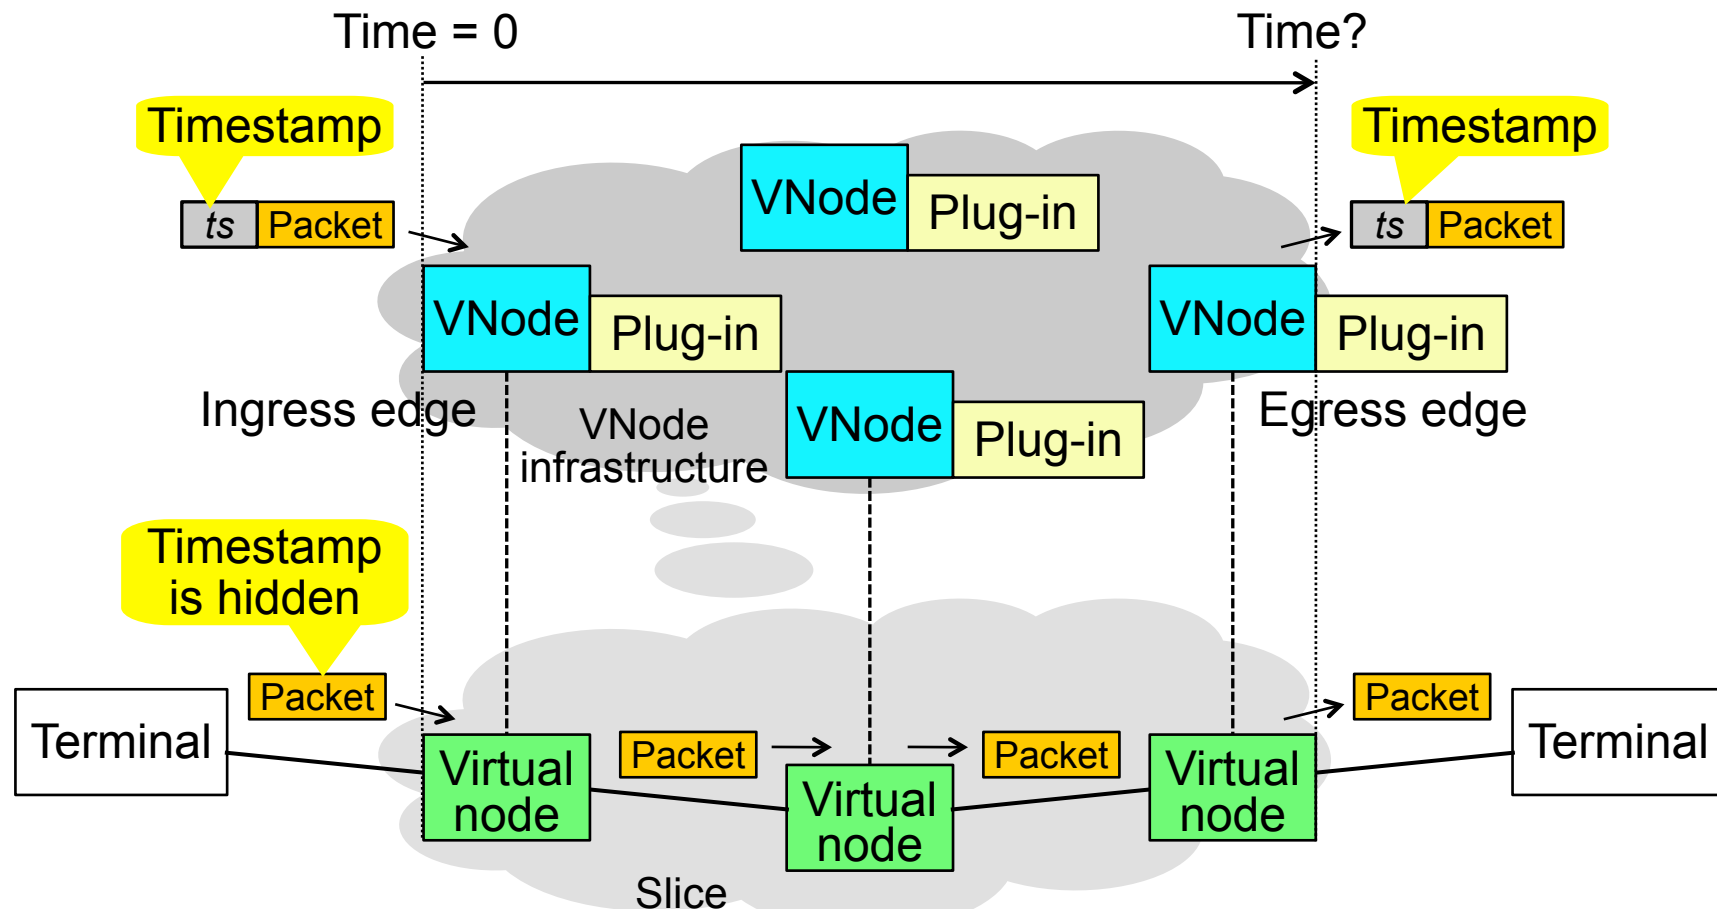 Time = 0
Time?
Timestamp
Timestamp
ts Packet
VNode
Plug-in
ts Packet
VNode
Plug-in
VNode
Plug-in
Ingress edge
VNode
infrastructure
VNode
Plug-in
Egress edge
Timestamp
is hidden
Packet
Packet
Terminal
Virtual
node
Packet
Packet
Virtual
node
Virtual
node
Terminal
Slice